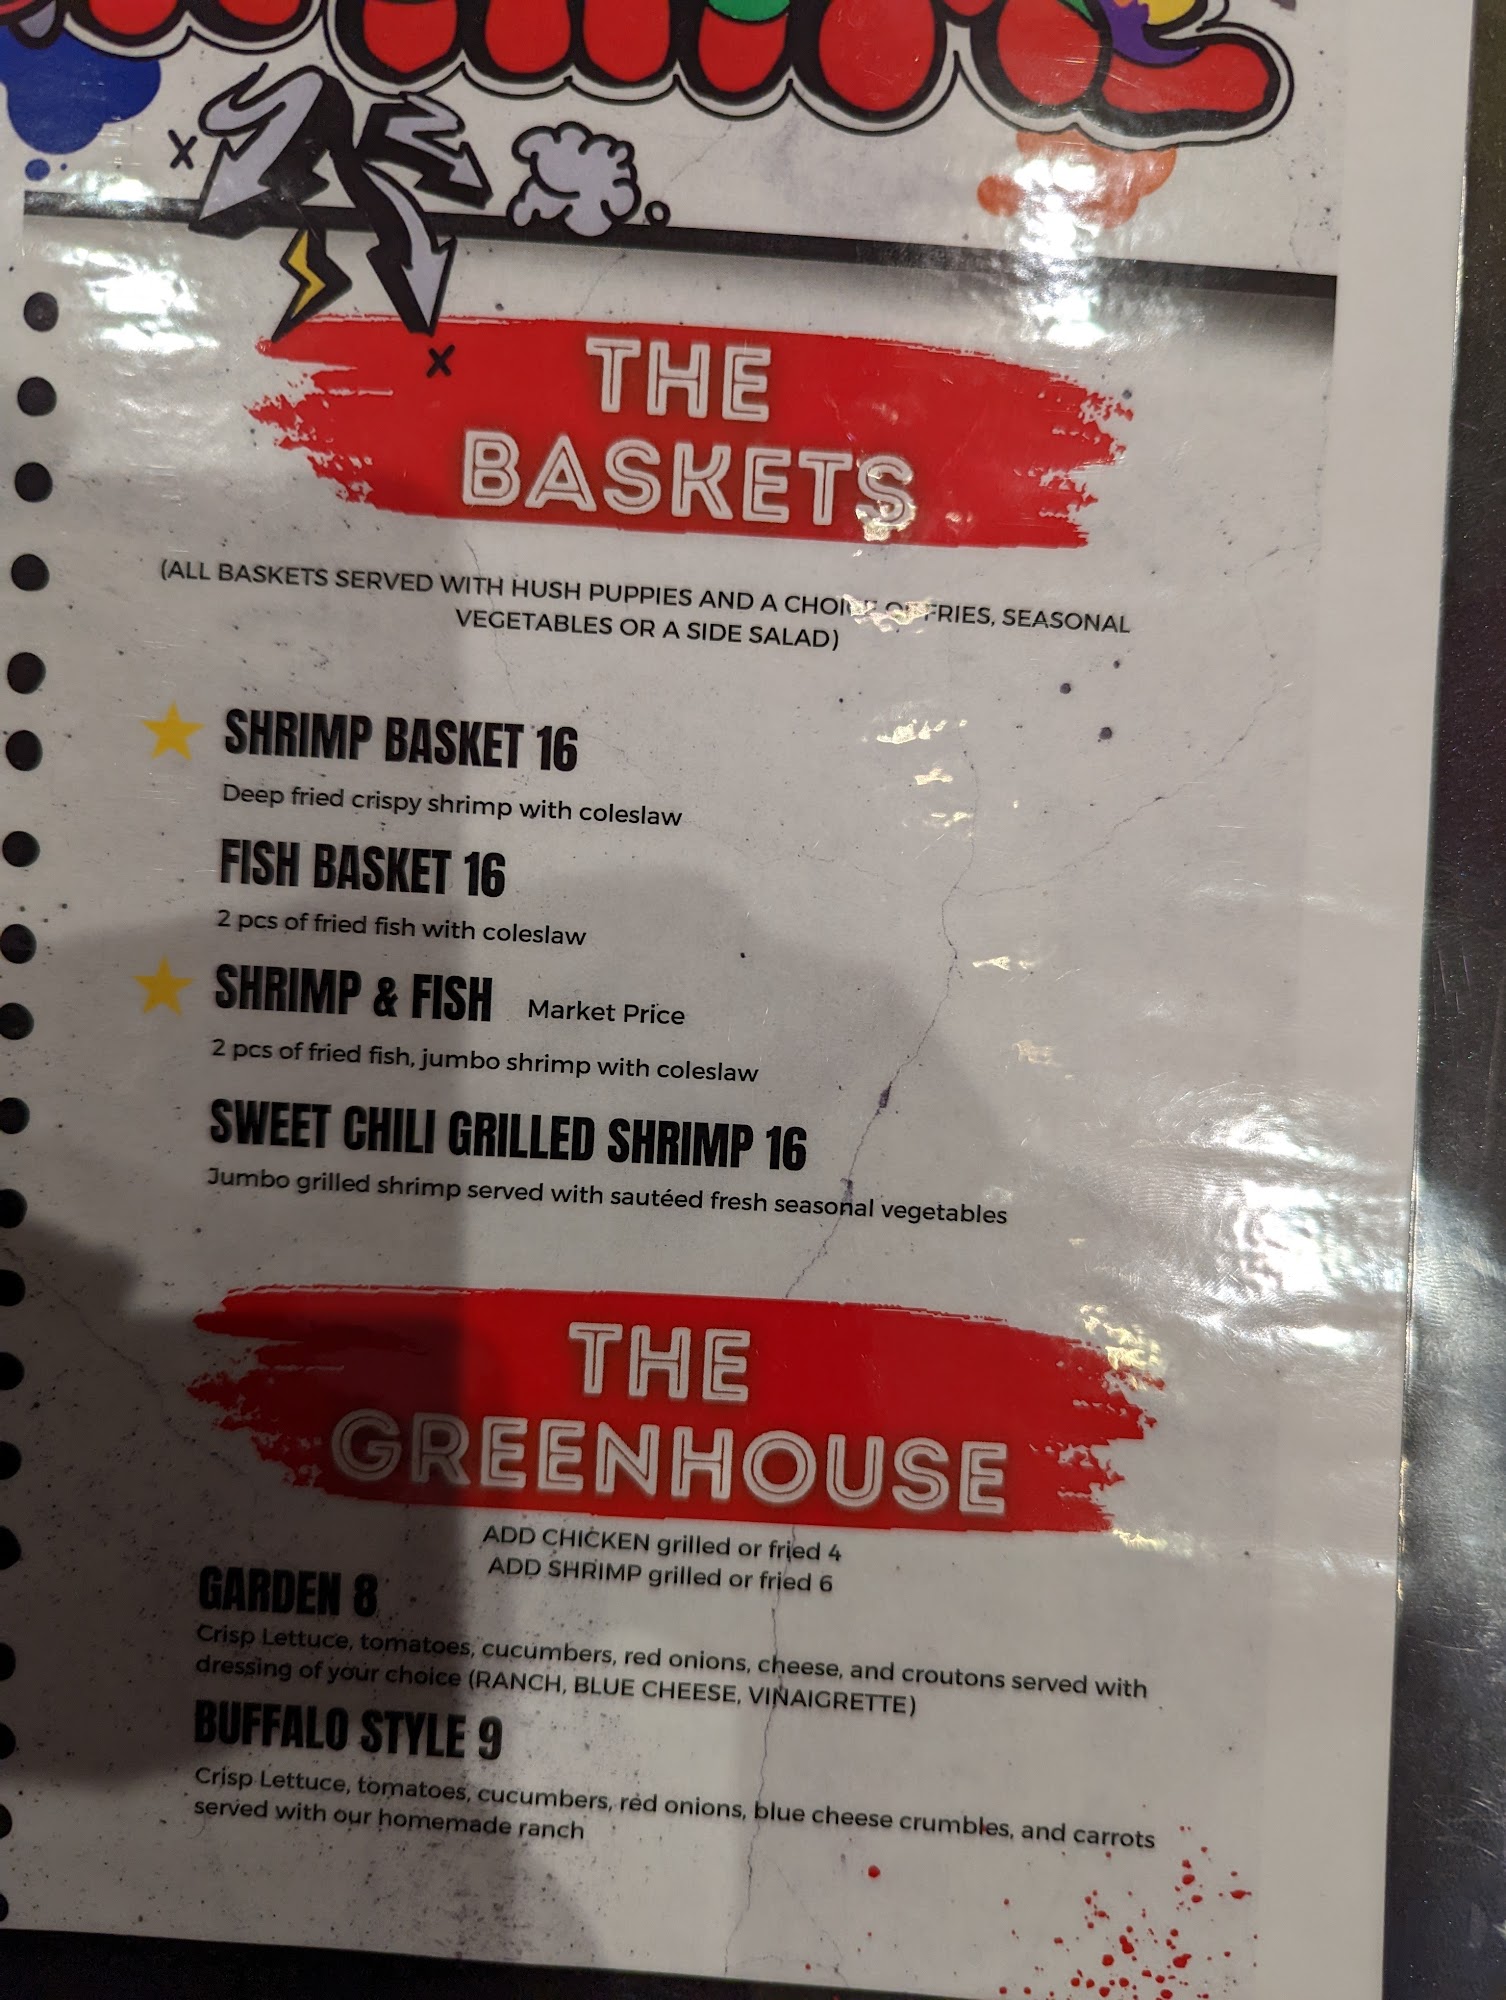 THE
BASKETS
(ALL BASKETS SERVED WITH HUSH PUPPIES AND A CHOICE OF FRIES, SEASONAL
VEGETABLES OR A SIDE SALAD)
SHRIMP BASKET 16
Deep fried crispy shrimp with coleslaw
FISH BASKET 16
2 pcs of fried fish with coleslaw
SHRIMP & FISH Market Price
2 pcs of fried fish, jumbo shrimp with coleslaw
SWEET CHILI GRILLED SHRIMP 16
Jumbo grilled shrimp served with sautéed fresh seasonal vegetables
THE
GREENHOUSE
ADD CHICKEN grilled or fried 4
ADD SHRIMP grilled or fried 6
GARDEN 8
Crisp Lettuce, tomatoes, cucumbers, red onions, cheese, and croutons served with
dressing of your choice (RANCH, BLUE CHEESE, VINAIGRETTE)
BUFFALO STYLE 9
Crisp Lettuce, tomatoes, cucumbers, red onions, blue cheese crumbles, and carrots
served with our homemade ranch